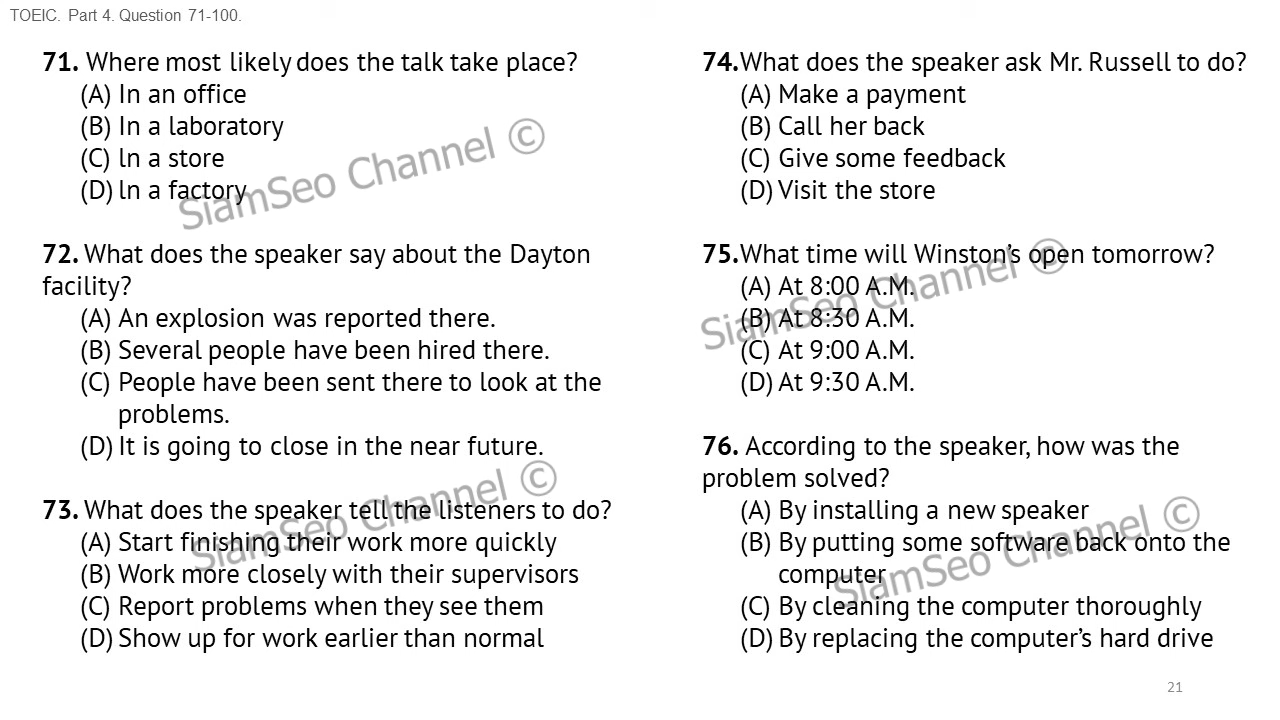 TOEIC. Part 4. Question 71-100.
71. Where most likely does the talk take place?
(A) In an office
(B) In a laboratory
(C) ln a store
(D) ln a factory
72. What does the speaker say about the Dayton
facility?
(A) An explosion was reported there.
(B) Several people have been hired there.
(C) People have been sent there to look at the
problems.
(D) It is going to close in the near future.
73. What does the speaker tell the listeners to do?
(A) Start finishing their work more quickly
(B) Work more closely with their supervisors
(C) Report problems when they see them
(D) Show up for work earlier than normal
74.What does the speaker ask Mr. Russell to do?
(A) Make a payment
(B) Call her back
(C) Give some feedback
(D) Visit the store
75.What time will Winston's open tomorrow?
(A) At 8:00 A.M.
(B) At 8:30 A.M.
(C) At 9:00 A.M.
(D) At 9:30 A.M.
76. According to the speaker, how was the
problem solved?
(A) By installing a new speaker
(B) By putting some software back onto the
computer
(C) By cleaning the computer thoroughly
(D) By replacing the computer's hard drive
SiamSeo Channel ©
SiamSeo Channel ©
SiamSeo Channel ©
SiamSeo Channel ©
21